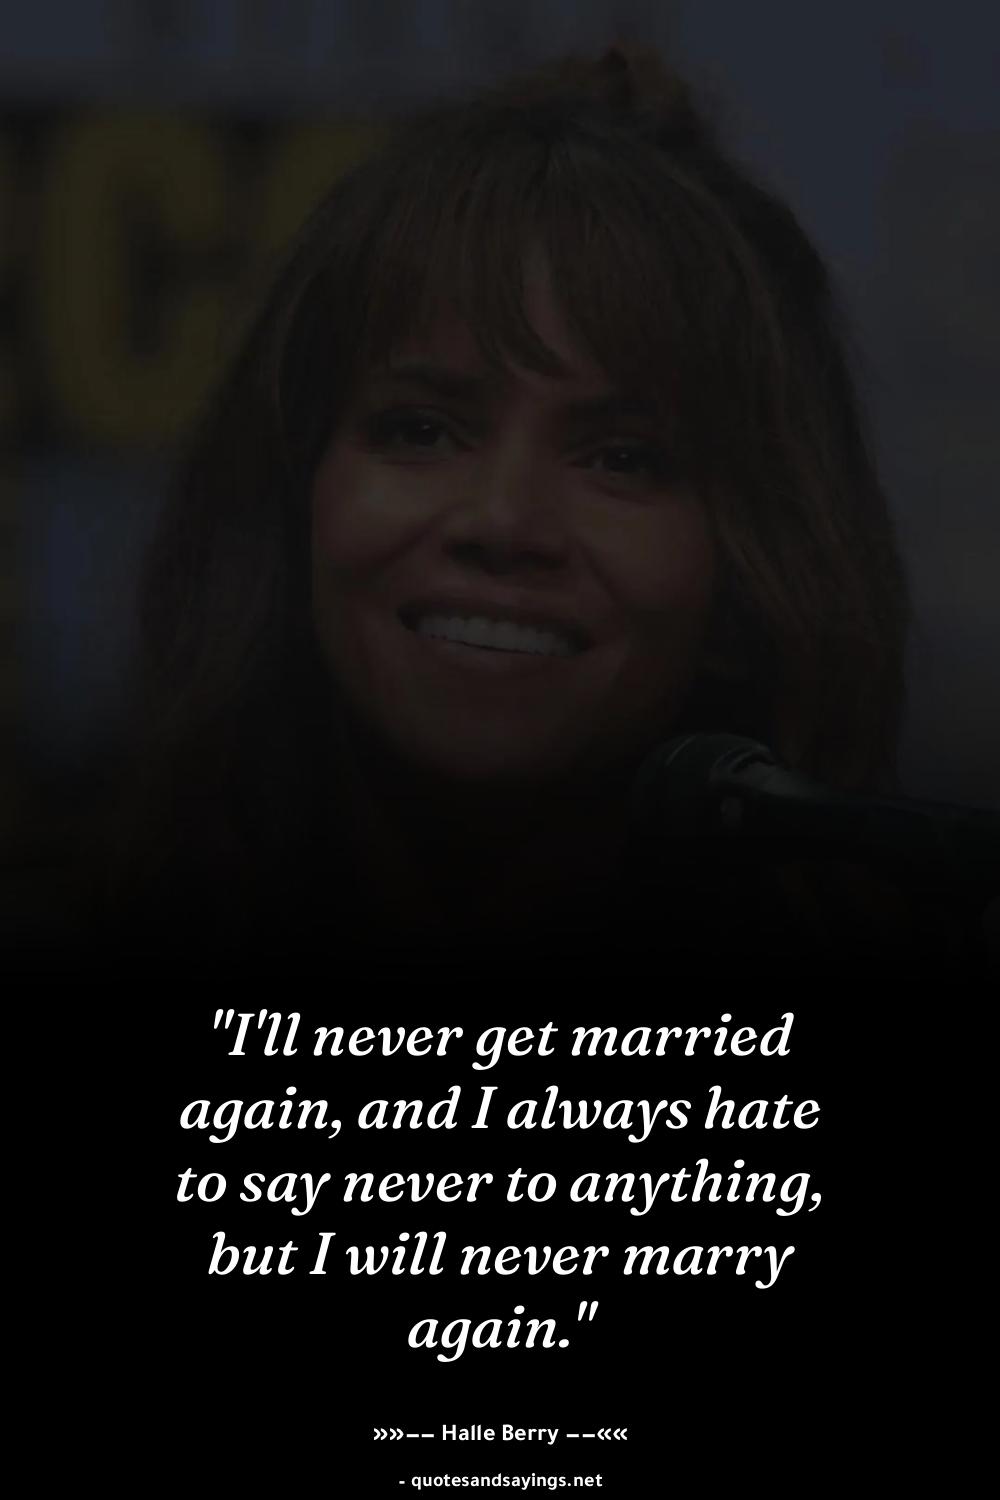 "I'll never get married
again, and I always hate
to say never to anything,
but I will never marry
again."
»»–– Halle Berry ––««
- quotesandsayings.net